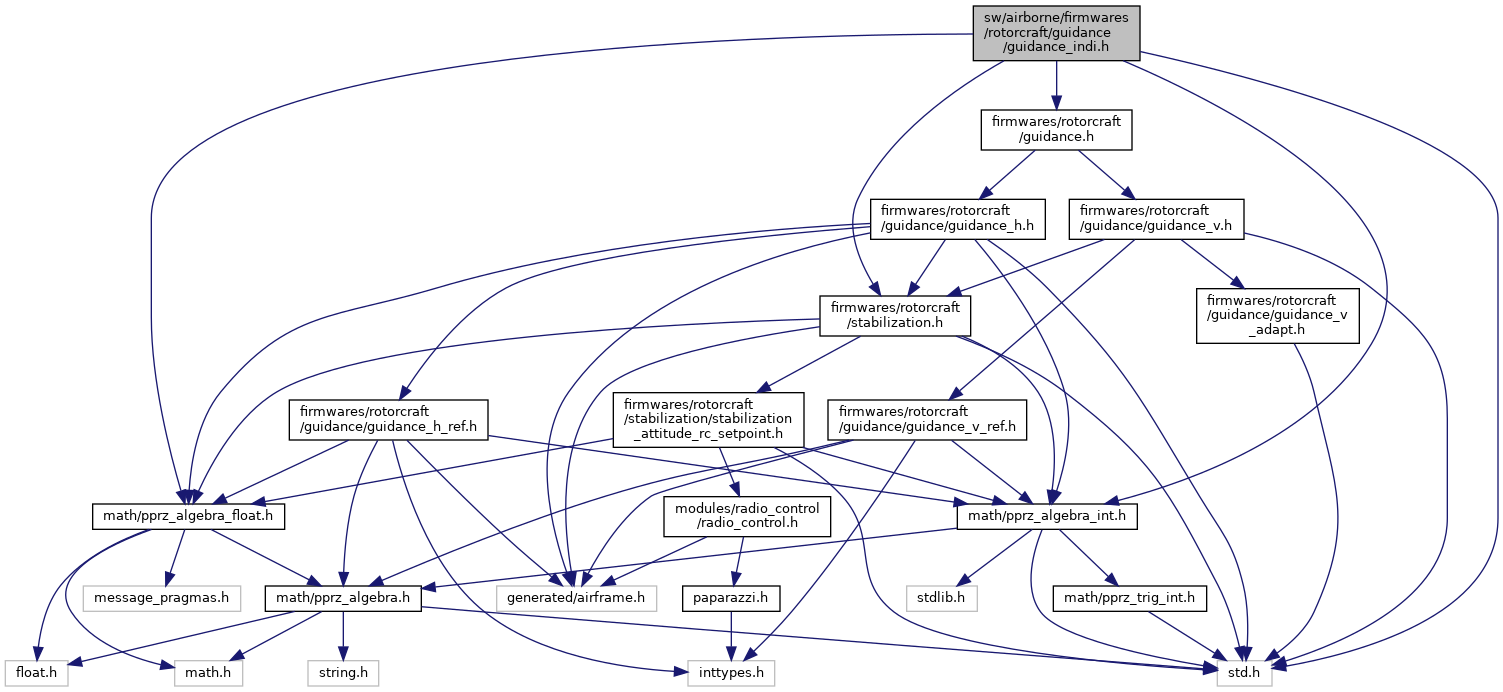 sw/airborne/firmwares
/rotorcraft/guidance
/guidance_indi.h
firmwares/rotorcraft
/guidance.h
firmwares/rotorcraft
/guidance/guidance_h.h
firmwares/rotorcraft
/guidance/guidance_v.h
firmwares/rotorcraft
/stabilization.h
firmwares/rotorcraft
/guidance/guidance_v
_adapt.h
firmwares/rotorcraft
/guidance/guidance_h_ref.h
firmwares/rotorcraft
/stabilization/stabilization
_attitude_rc_setpoint.h
firmwares/rotorcraft
/guidance/guidance_v_ref.h
math/pprz_algebra_float.h
modules/radio_control
/radio_control.h
math/pprz_algebra_int.h
message_pragmas.h
math/pprz_algebra.h
generated/airframe.h
paparazzi.h
stdlib.h
math/pprz_trig_int.h
float.h
math.h
string.h
inttypes.h
std.h